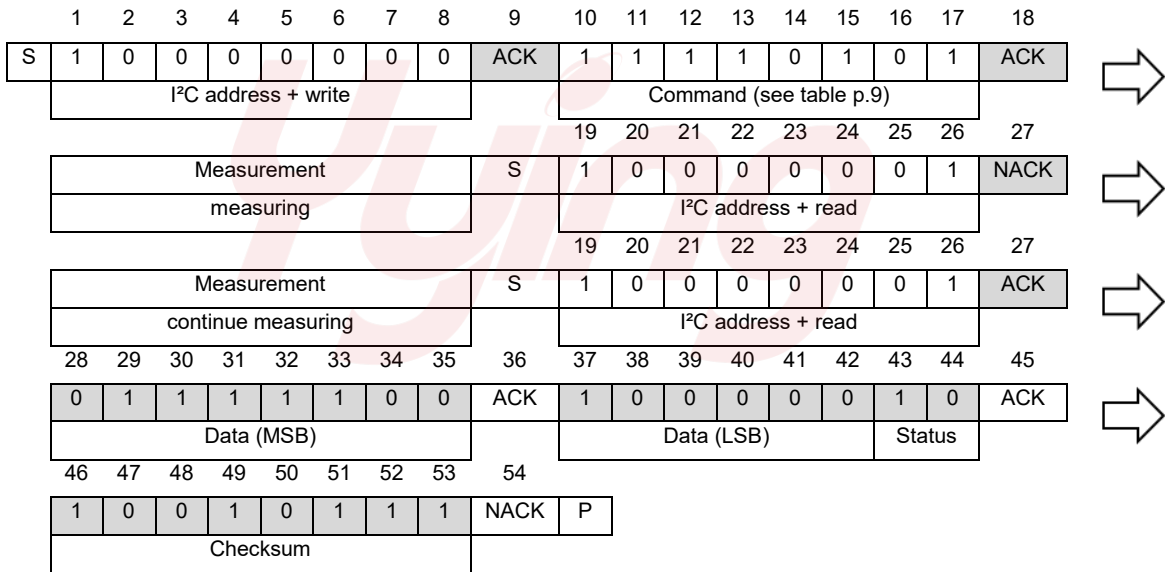 1 2 3 4 5 6 7 8 9 10 11 12 13 14 15 16 17 18
S 1 0 0 0 0 0 0 0 ACK 1 1 1 1 0 1 0 1 ACK
I²C address + write Command (see table p.9)
19 20 21 22 23 24 25 26 27
Measurement S 1 0 0 0 0 0 0 1 NACK
measuring I²C address + read
19 20 21 22 23 24 25 26 27
Measurement S 1 0 0 0 0 0 0 1 ACK
continue measuring I²C address + read
28 29 30 31 32 33 34 35 36 37 38 39 40 41 42 43 44 45
0 1 1 1 1 1 0 0 ACK 1 0 0 0 0 0 1 0 ACK
Data (MSB) Data (LSB) Status
46 47 48 49 50 51 52 53 54
1 0 0 1 0 1 1 1 NACK P
Checksum
Yying